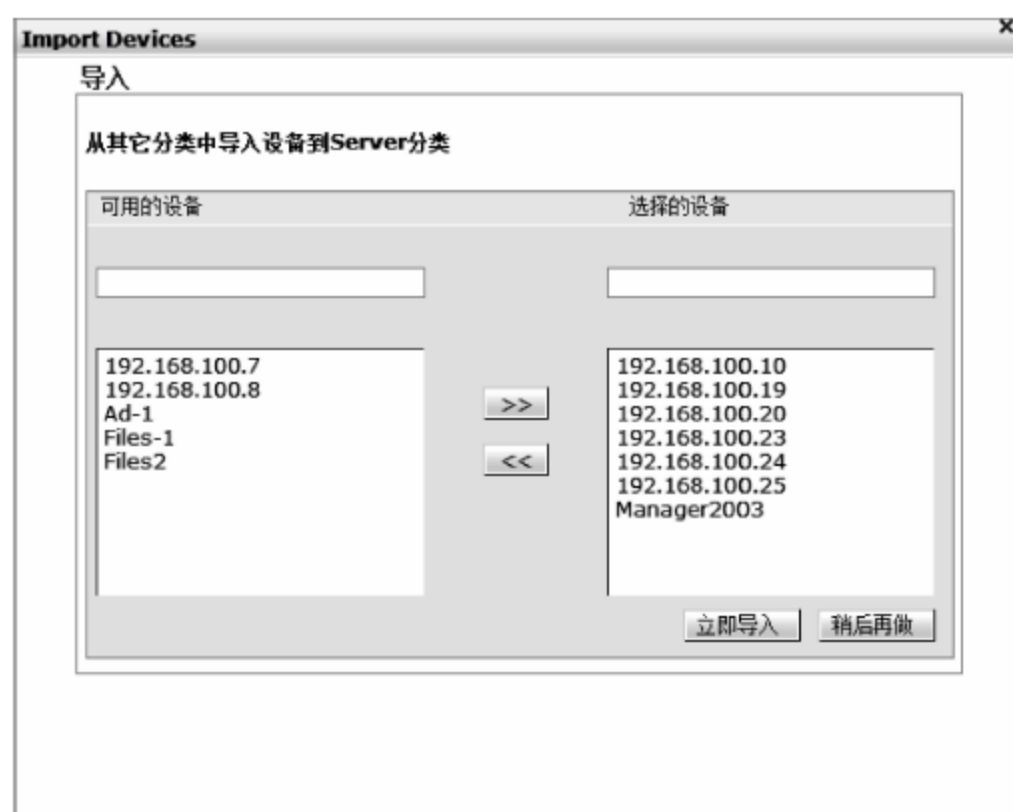 Import Devices
×
导入
从其它分类中导入设备到Server分类
可用的设备
选择的设备
192.168.100.7
192.168.100.8
Ad-1
Files-1
Files2
>>
<<
192.168.100.10
192.168.100.19
192.168.100.20
192.168.100.23
192.168.100.24
192.168.100.25
Manager2003
立即导入
稍后再做